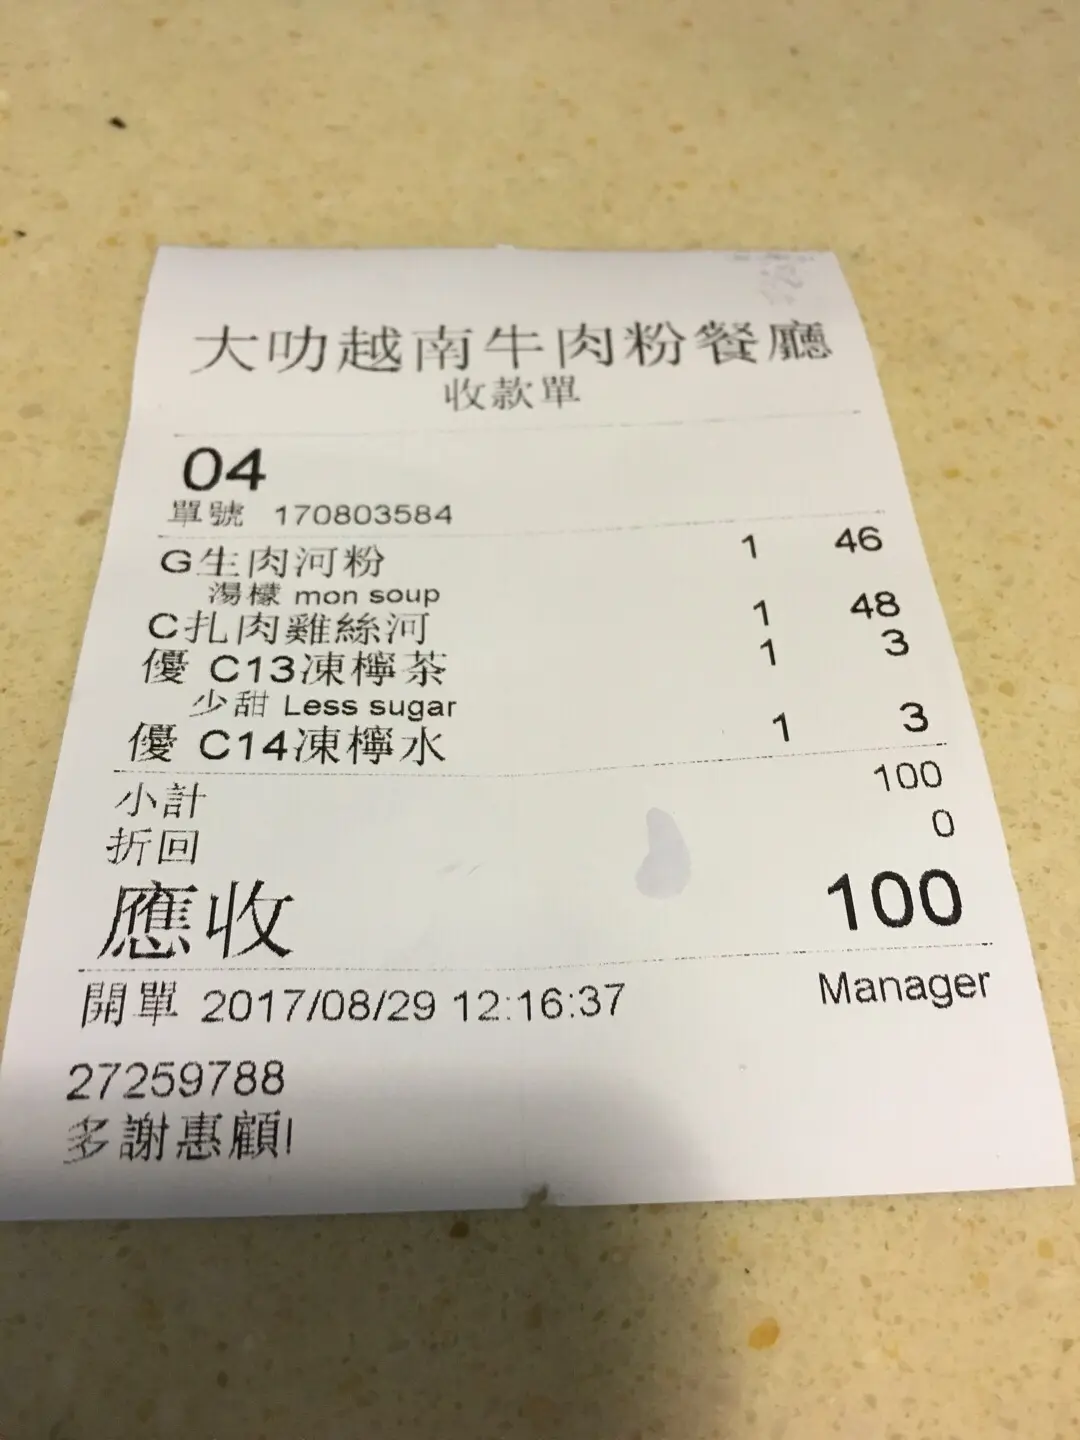 大叻越南牛肉粉餐廳
收款單
04
單號 170803584
G生肉河粉 1 46
湯檬 mon soup
C扎肉雞絲河 1 48
優 C13凍檸茶 1 3
少甜 Less sugar
優 C14凍檸水 1 3
小計 100
折回 0
應收 100
開單 2017/08/29 12:16:37 Manager
27259788
多謝惠顧!